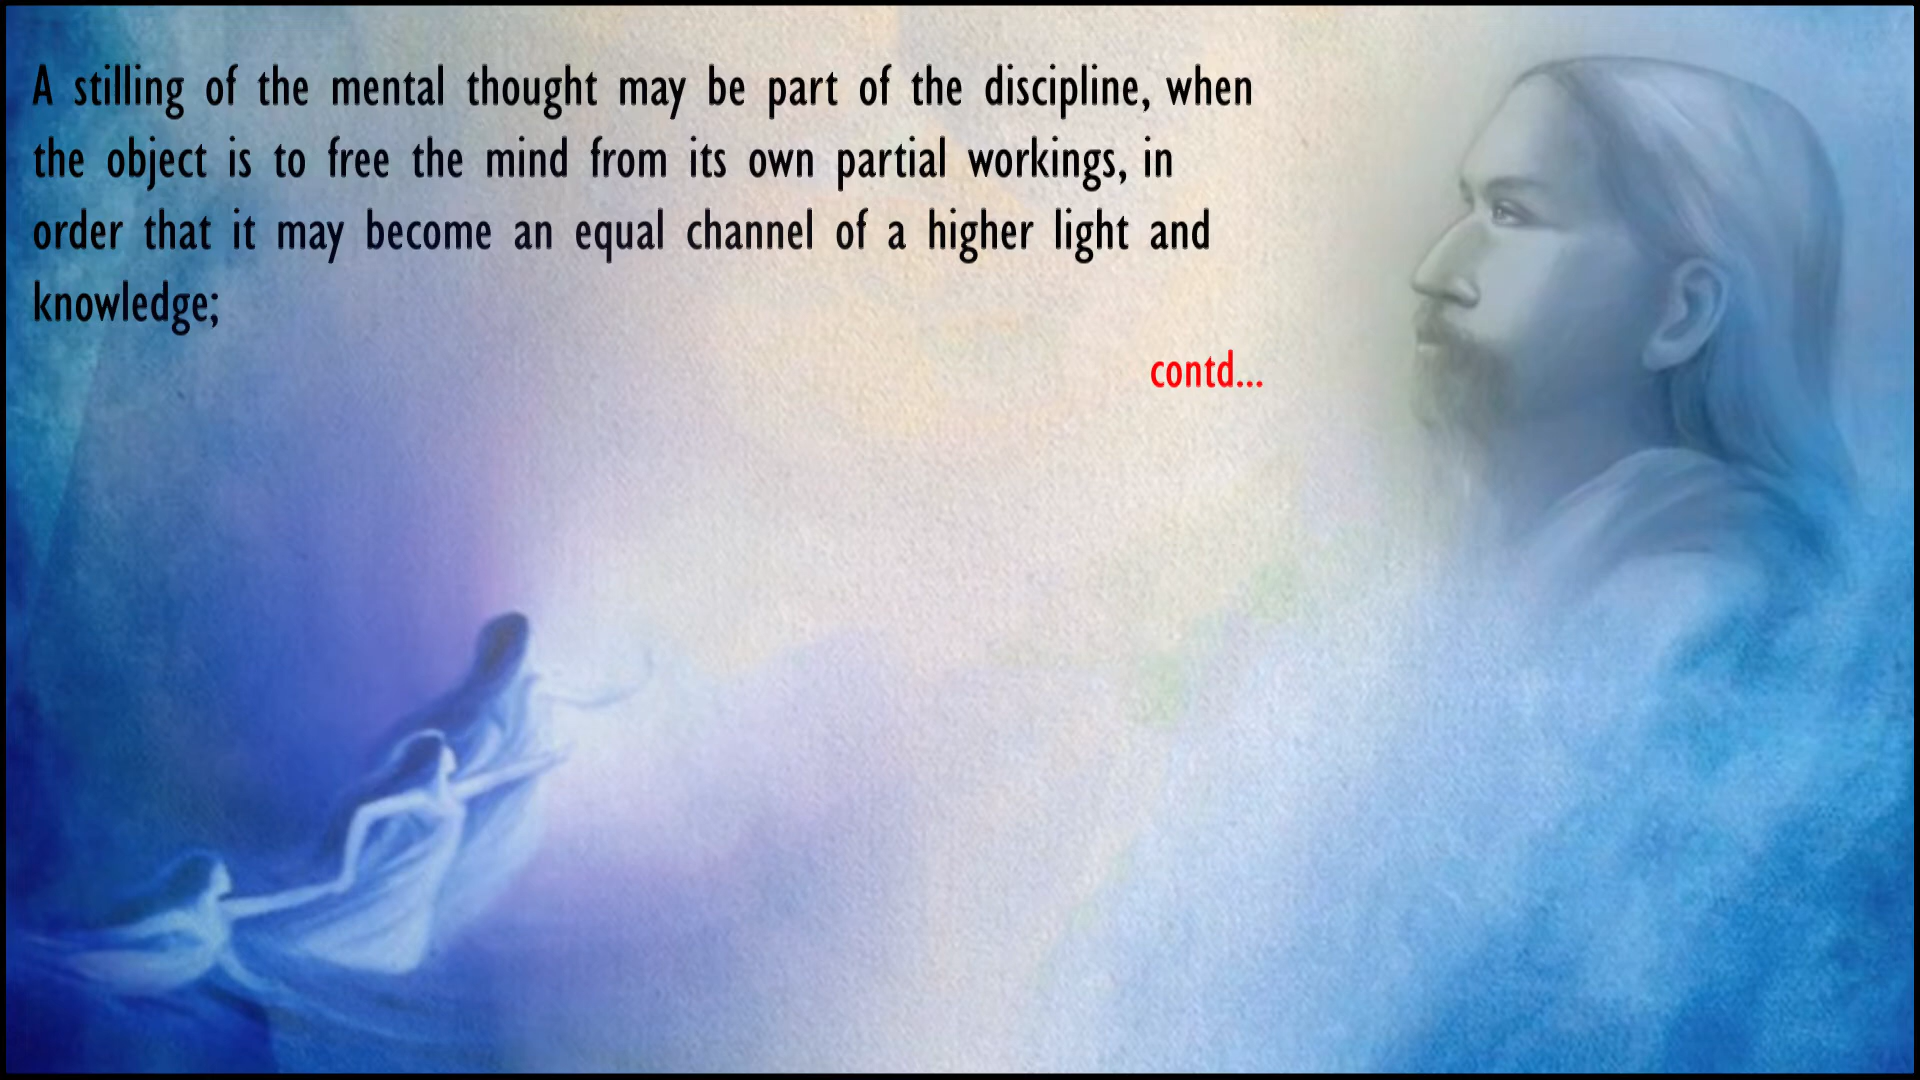 A stilling of the mental thought may be part of the discipline, when
the object is to free the mind from its own partial workings, in
order that it may become an equal channel of a higher light and
knowledge;
contd...